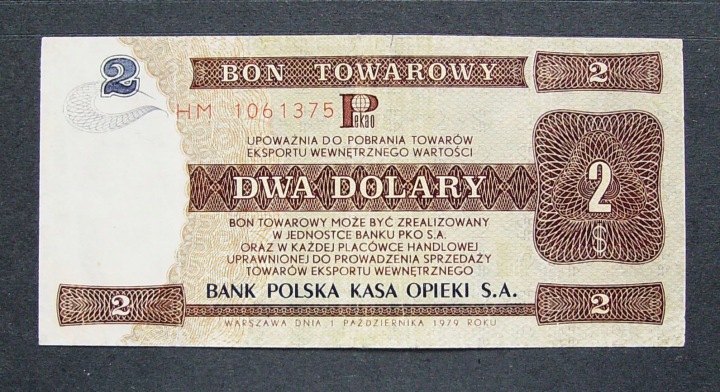 2
BON TOWAROWY
2
HM 1061375
Pekao
UPOWAŻNIA DO POBRANIA TOWARÓW
EKSPORTU WEWNĘTRZNEGO WARTOŚCI
DWA DOLARY
2
$
BON TOWAROWY MOŻE BYĆ ZREALIZOWANY
W JEDNOSTCE BANKU PKO S.A.
ORAZ W KAŻDEJ PLACÓWCE HANDLOWEJ
UPRAWNIONEJ DO PROWADZENIA SPRZEDAŻY
TOWARÓW EKSPORTU WEWNĘTRZNEGO
2
BANK POLSKA KASA OPIEKI S.A.
2
WARSZAWA DNIA 1 PAŹDZIERNIKA 1979 ROKU